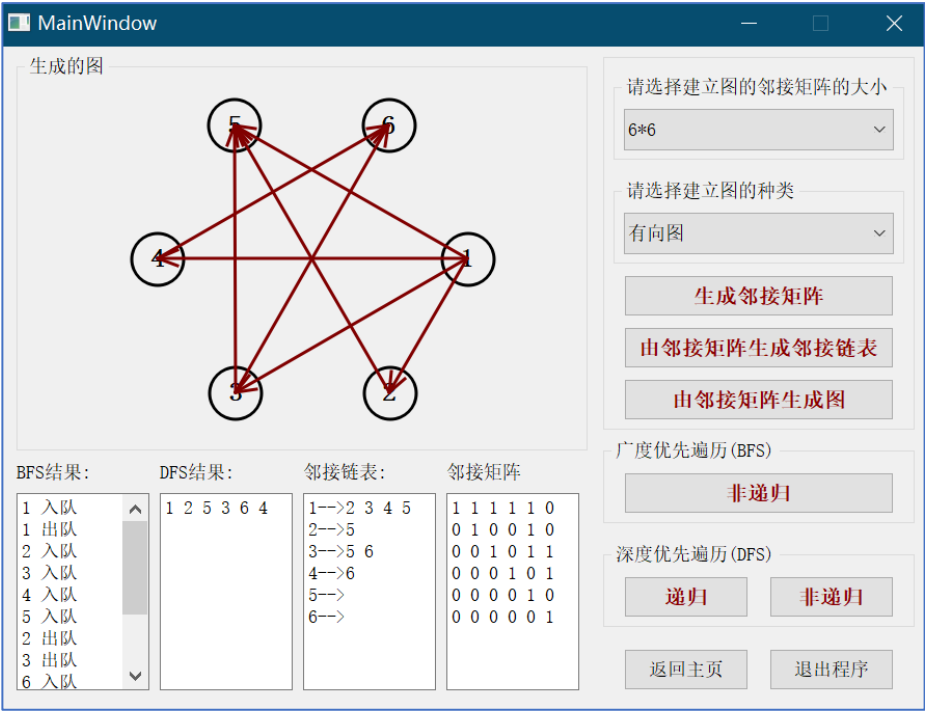 MainWindow
生成的图
5
6
4
1
3
2
请选择建立图的邻接矩阵的大小
6*6
请选择建立图的种类
有向图
生成邻接矩阵
由邻接矩阵生成邻接链表
由邻接矩阵生成图
广度优先遍历(BFS)
非递归
深度优先遍历(DFS)
递归
非递归
返回主页
退出程序
BFS结果:
1 入队
1 出队
2 入队
3 入队
4 入队
5 入队
2 出队
3 出队
6 入队
DFS结果:
1 2 5 3 6 4
邻接链表:
1-->2 3 4 5
2-->5
3-->5 6
4-->6
5-->
6-->
邻接矩阵
1 1 1 1 1 0
0 1 0 0 1 0
0 0 1 0 1 1
0 0 0 1 0 1
0 0 0 0 1 0
0 0 0 0 0 1